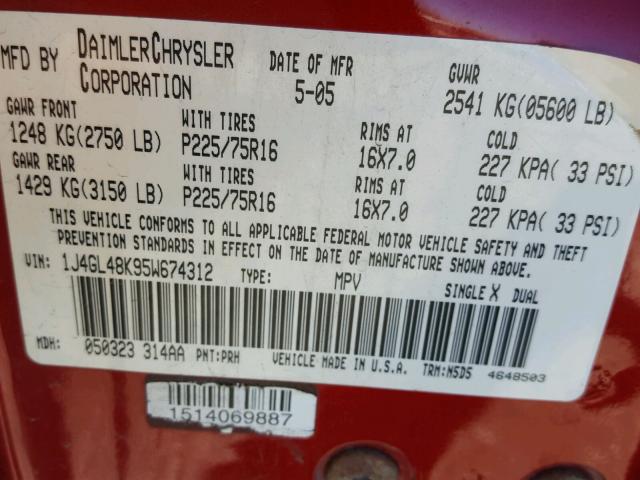 MFD BY DAIMLERCHRYSLER CORPORATION DATE OF MFR 5-05 GVWR 2541 KG(05600 LB)
GAWR FRONT WITH TIRES RIMS AT COLD
1248 KG(2750 LB) P225/75R16 16X7.0 227 KPA( 33 PSI)
GAWR REAR WITH TIRES RIMS AT COLD
1429 KG(3150 LB) P225/75R16 16X7.0 227 KPA( 33 PSI)
THIS VEHICLE CONFORMS TO ALL APPLICABLE FEDERAL MOTOR VEHICLE SAFETY AND THEFT
PREVENTION STANDARDS IN EFFECT ON THE DATE OF MANUFACTURE SHOWN ABOVE.
VIN: 1J4GL48K95W674312 TYPE: MPV SINGLE X DUAL
MDH: 050323 314AA PNT:PRH VEHICLE MADE IN U.S.A. TRM:N5D5 4648503
1514069887